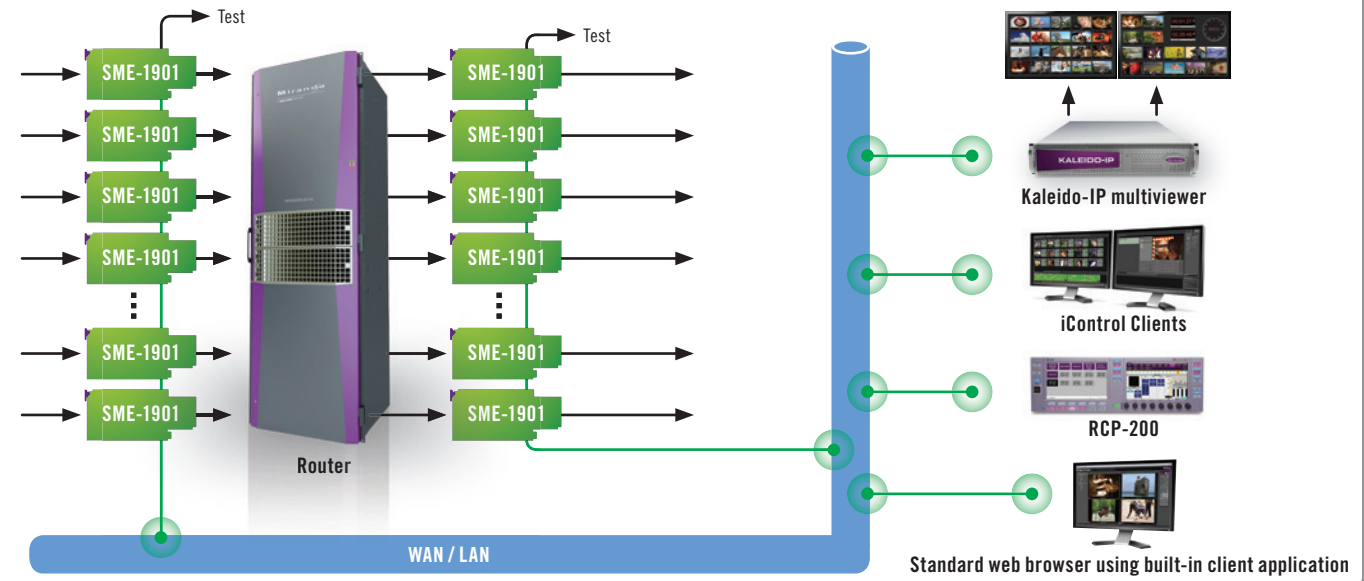 Test
Test
SME-1901
SME-1901
SME-1901
SME-1901
SME-1901
SME-1901
Miranda
Router
SME-1901
SME-1901
SME-1901
SME-1901
SME-1901
SME-1901
WAN / LAN
KALEIDO-IP
Kaleido-IP multiviewer
iControl Clients
RCP-200
Standard web browser using built-in client application